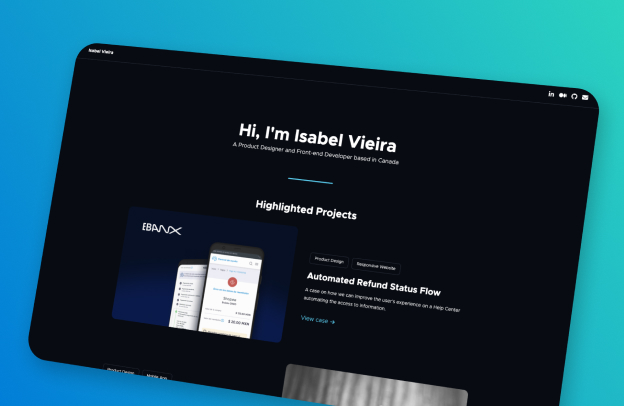 Isabel Vieira
Hi, I'm Isabel Vieira
A Product Designer and Front-end Developer based in Canada
Highlighted Projects
EBANX
Product Design
Responsive Website
Automated Refund Status Flow
A case on how we can improve the user's experience on a Help Center
automating the access to information.
View case →
Product Design
Mobile App